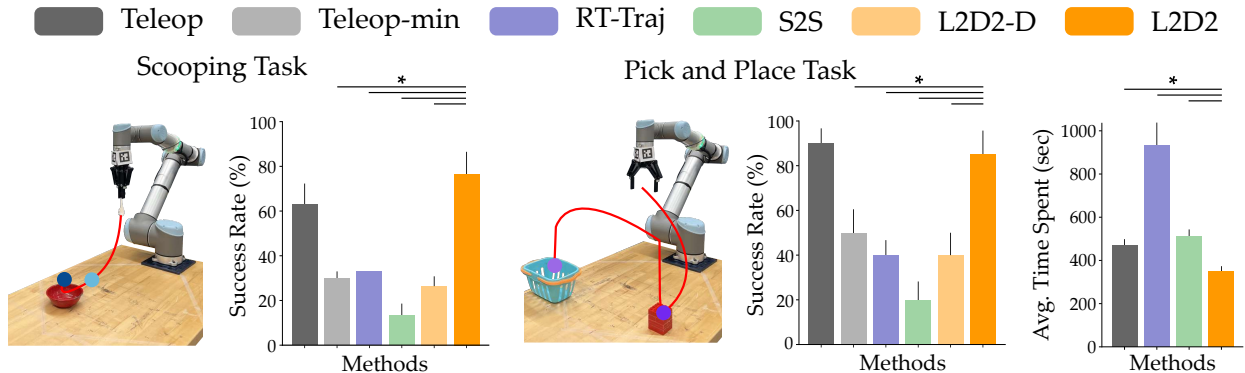 Teleop Teleop-min RT-Traj S2S L2D2-D L2D2
Scooping Task
Pick and Place Task
*
*
*
Success Rate (%)
100
80
60
40
20
0
Methods
Success Rate (%)
100
80
60
40
20
0
Methods
Avg. Time Spent (sec)
1000
800
600
400
200
0
Methods